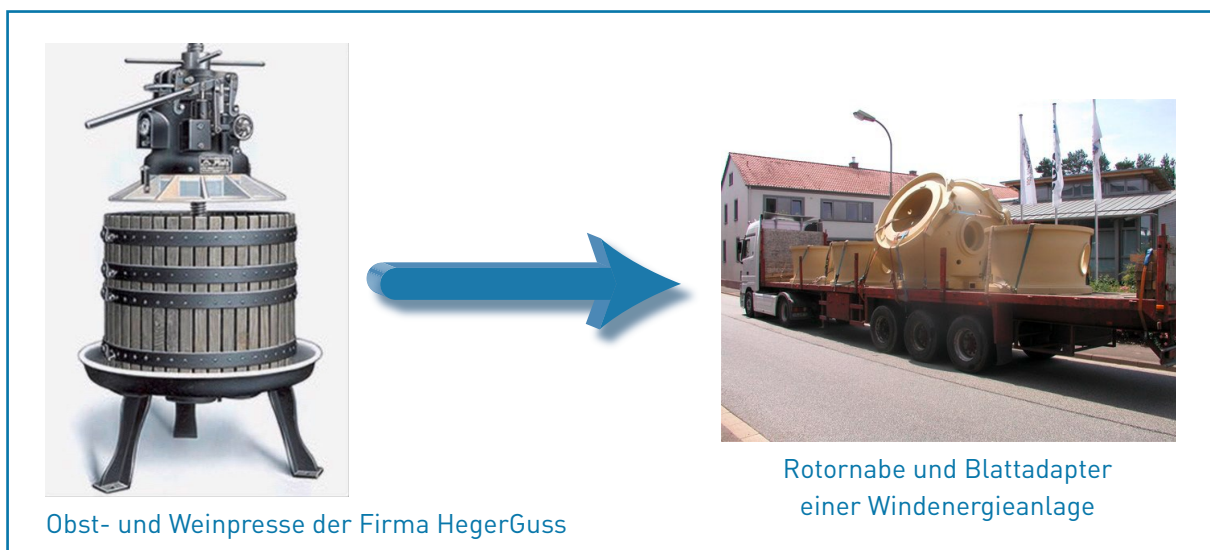 Obst- und Weinpresse der Firma HegerGuss
Rotornabe und Blattadapter
einer Windenergieanlage